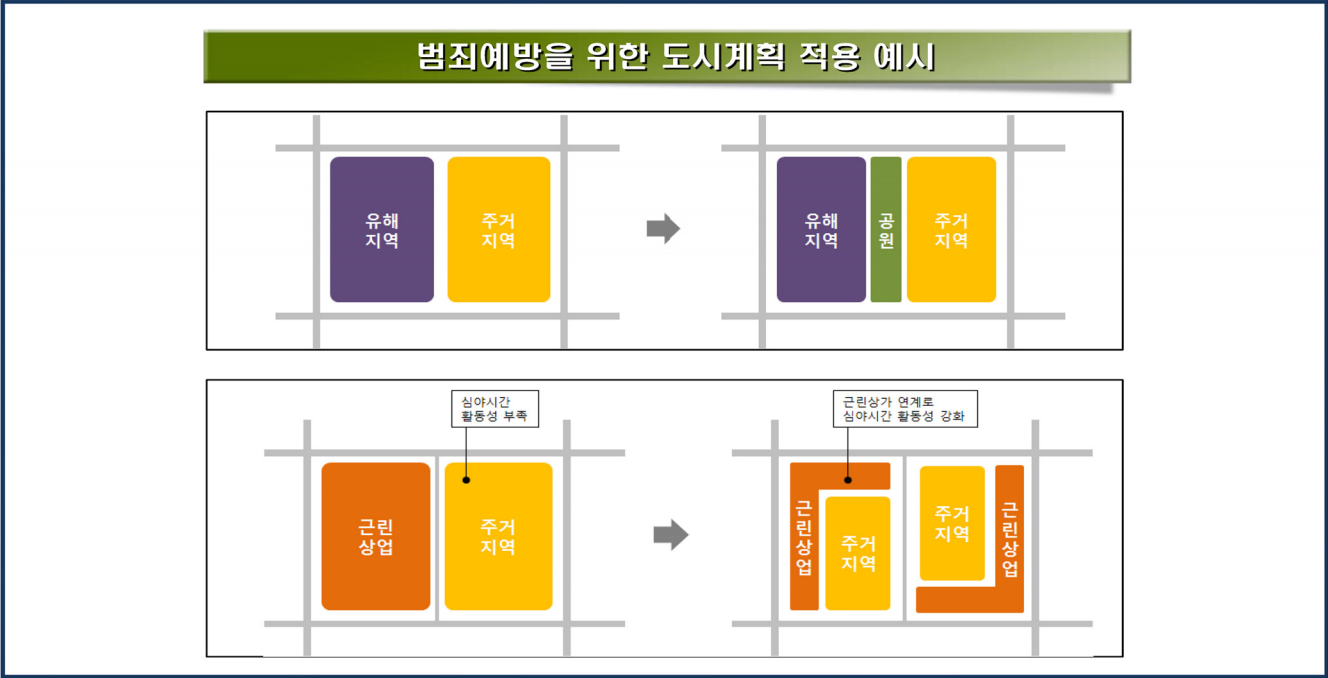 범죄예방을 위한 도시계획 적용 예시
유해
지역
주거
지역
유해
지역
공
원
주거
지역
심야시간
활동성 부족
근린
상업
주거
지역
근린상가 연계로
심야시간 활동성 강화
근
린
상
업
주거
지역
주거
지역
근
린
상
업